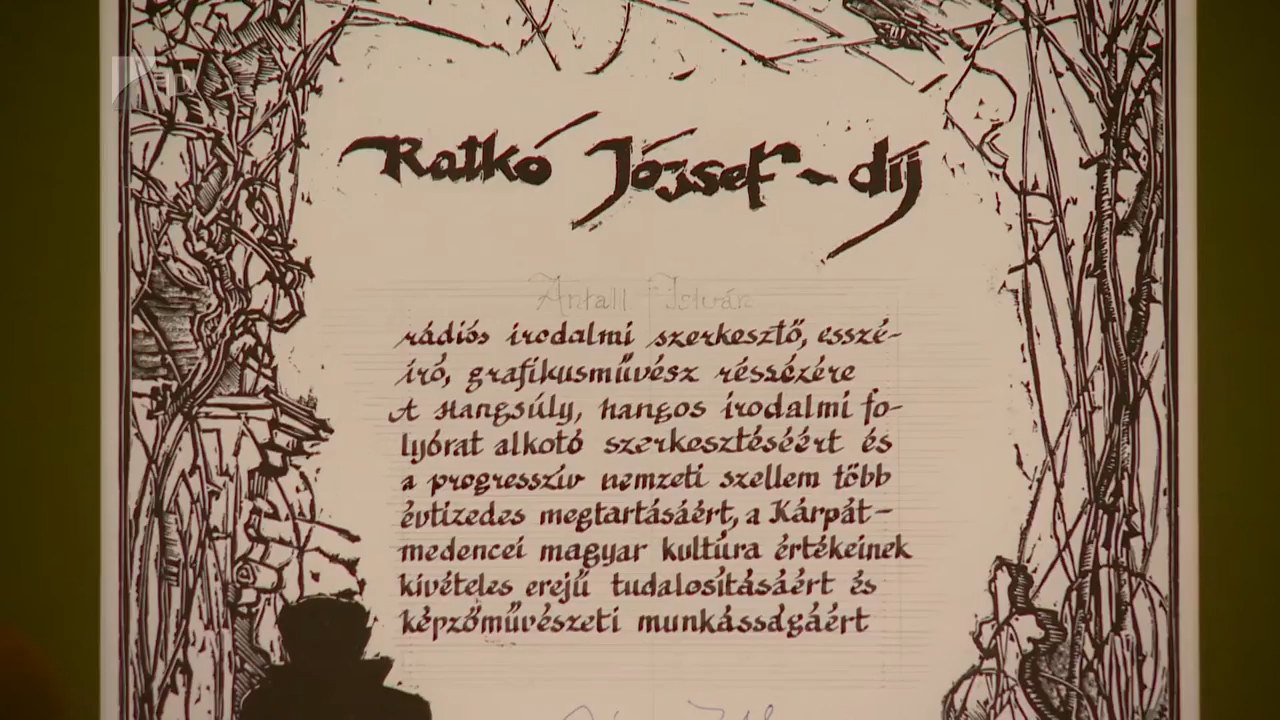 Ratkó József-díj
Antall István
rádiós irodalmi szerkesztő, esszé-
író, grafikusművész részézére
A Hangsúly, hangos irodalmi fo-
lyóirat alkotó szerkesztéséért és
a progresszív nemzeti szellem több
évtizedes megtartásáért, a Kárpát-
medencei magyar kultúra értékeinek
kivételes erejű tudatosításáért és
képzőművészeti munkásságáért